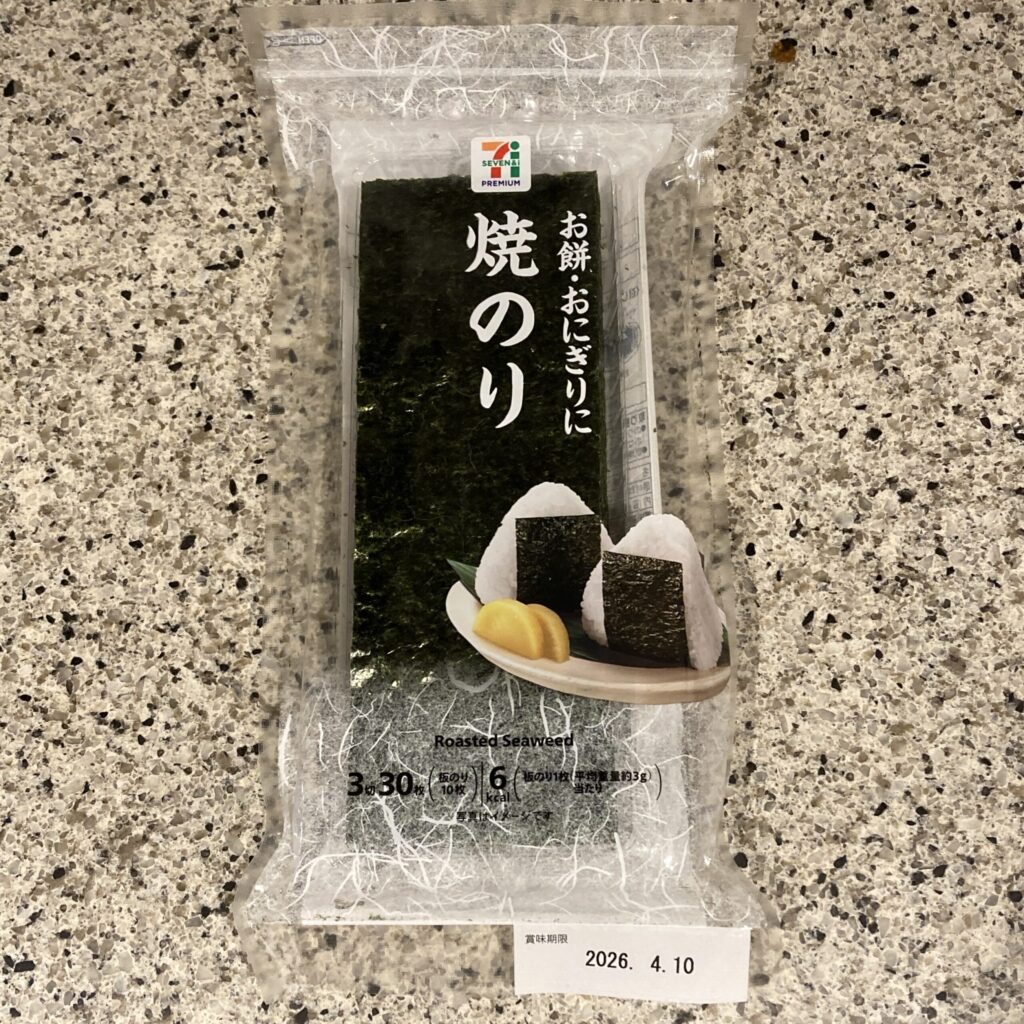 SEVEN&i
PREMIUM
お餅・おにぎりに
焼のり
Roasted Seaweed
3切30枚(板のり10枚) 6kcal(板のり1枚(平均重量約3g)当たり)
写真はイメージです
賞味期限
2026. 4.10